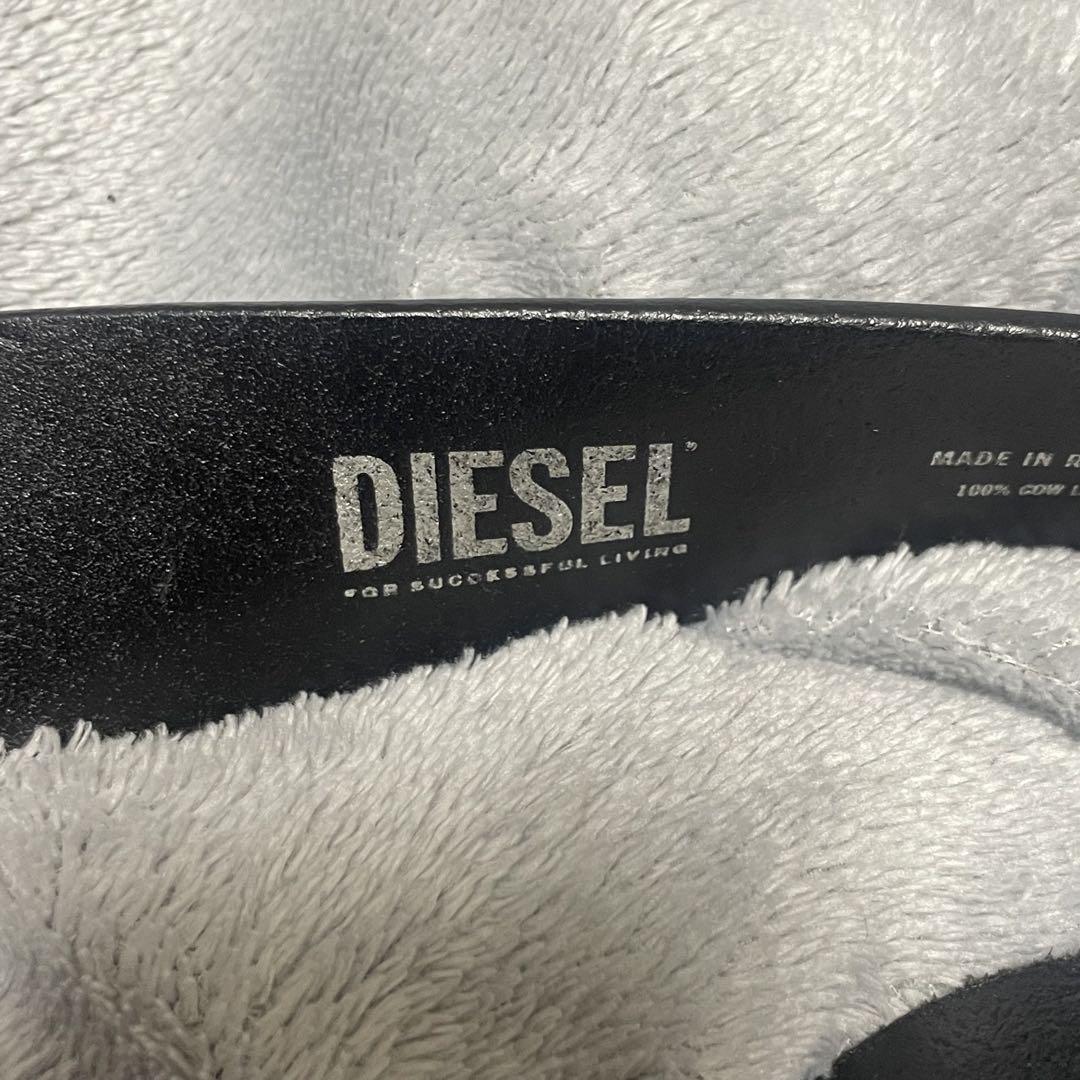 DIESEL
FOR SUCCESSFUL LIVING
MADE IN R
100% COW L